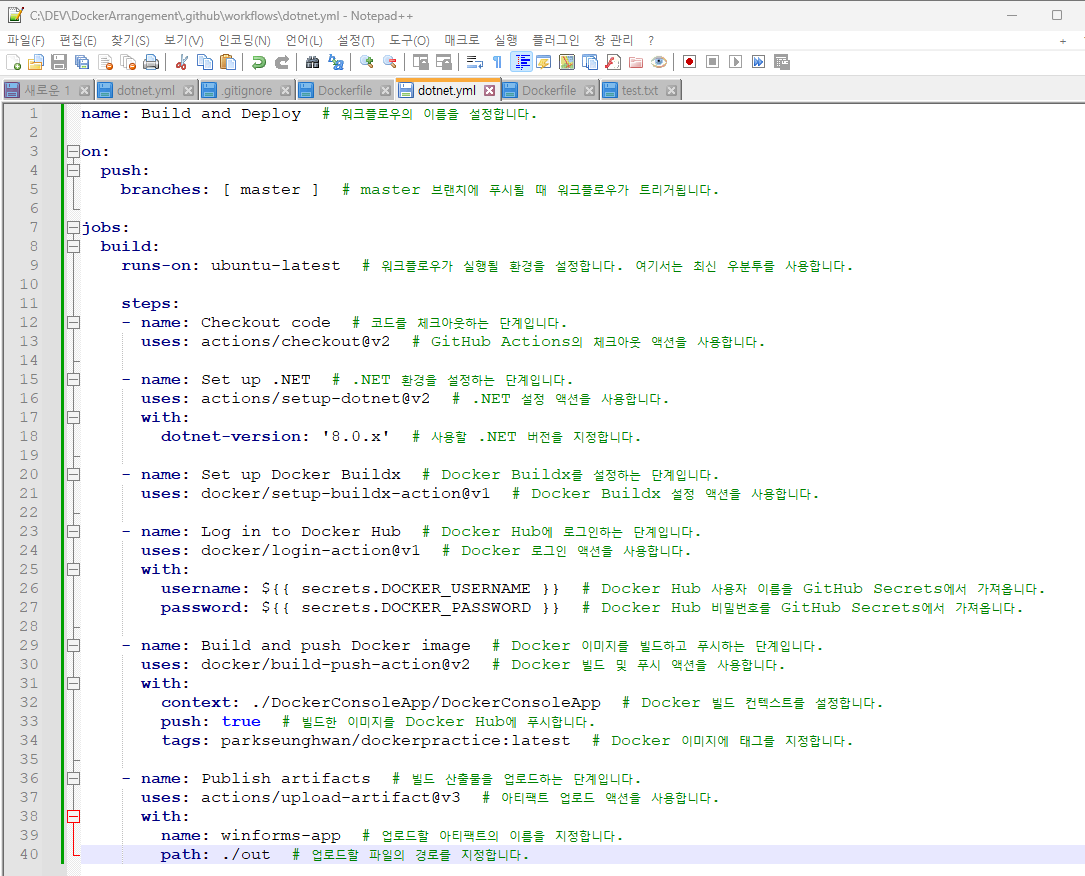 C:\DEV\DockerArrangement\.github\workflows\dotnet.yml - Notepad++
파일(F) 편집(E) 찾기(S) 보기(V) 인코딩(N) 언어(L) 설정(T) 도구(O) 매크로 실행 플러그인 창 관리 ?
새로운 1 dotnet.yml .gitignore Dockerfile dotnet.yml Dockerfile test.txt
1 name: Build and Deploy # 워크플로우의 이름을 설정합니다.
2
3 on:
4 push:
5 branches: [ master ] # master 브랜치에 푸시될 때 워크플로우가 트리거됩니다.
6
7 jobs:
8 build:
9 runs-on: ubuntu-latest # 워크플로우가 실행될 환경을 설정합니다. 여기서는 최신 우분투를 사용합니다.
10
11 steps:
12 - name: Checkout code # 코드를 체크아웃하는 단계입니다.
13 uses: actions/checkout@v2 # GitHub Actions의 체크아웃 액션을 사용합니다.
14
15 - name: Set up .NET # .NET 환경을 설정하는 단계입니다.
16 uses: actions/setup-dotnet@v2 # .NET 설정 액션을 사용합니다.
17 with:
18 dotnet-version: '8.0.x' # 사용할 .NET 버전을 지정합니다.
19
20 - name: Set up Docker Buildx # Docker Buildx를 설정하는 단계입니다.
21 uses: docker/setup-buildx-action@v1 # Docker Buildx 설정 액션을 사용합니다.
22
23 - name: Log in to Docker Hub # Docker Hub에 로그인하는 단계입니다.
24 uses: docker/login-action@v1 # Docker 로그인 액션을 사용합니다.
25 with:
26 username: ${{ secrets.DOCKER_USERNAME }} # Docker Hub 사용자 이름을 GitHub Secrets에서 가져옵니다.
27 password: ${{ secrets.DOCKER_PASSWORD }} # Docker Hub 비밀번호를 GitHub Secrets에서 가져옵니다.
28
29 - name: Build and push Docker image # Docker 이미지를 빌드하고 푸시하는 단계입니다.
30 uses: docker/build-push-action@v2 # Docker 빌드 및 푸시 액션을 사용합니다.
31 with:
32 context: ./DockerConsoleApp/DockerConsoleApp # Docker 빌드 컨텍스트를 설정합니다.
33 push: true # 빌드한 이미지를 Docker Hub에 푸시합니다.
34 tags: parkseunghwan/dockerpractice:latest # Docker 이미지에 태그를 지정합니다.
35
36 - name: Publish artifacts # 빌드 산출물을 업로드하는 단계입니다.
37 uses: actions/upload-artifact@v3 # 아티팩트 업로드 액션을 사용합니다.
38 with:
39 name: winforms-app # 업로드할 아티팩트의 이름을 지정합니다.
40 path: ./out # 업로드할 파일의 경로를 지정합니다.